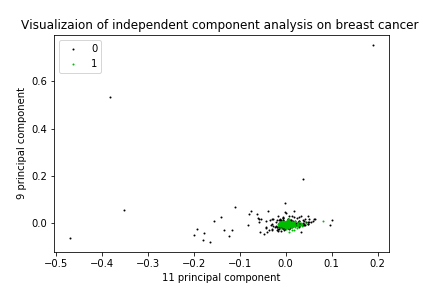 Visualizaion of independent component analysis on breast cancer
0
1
9 principal component
0.6
0.4
0.2
0.0
−0.5 −0.4 −0.3 −0.2 −0.1 0.0 0.1 0.2
11 principal component